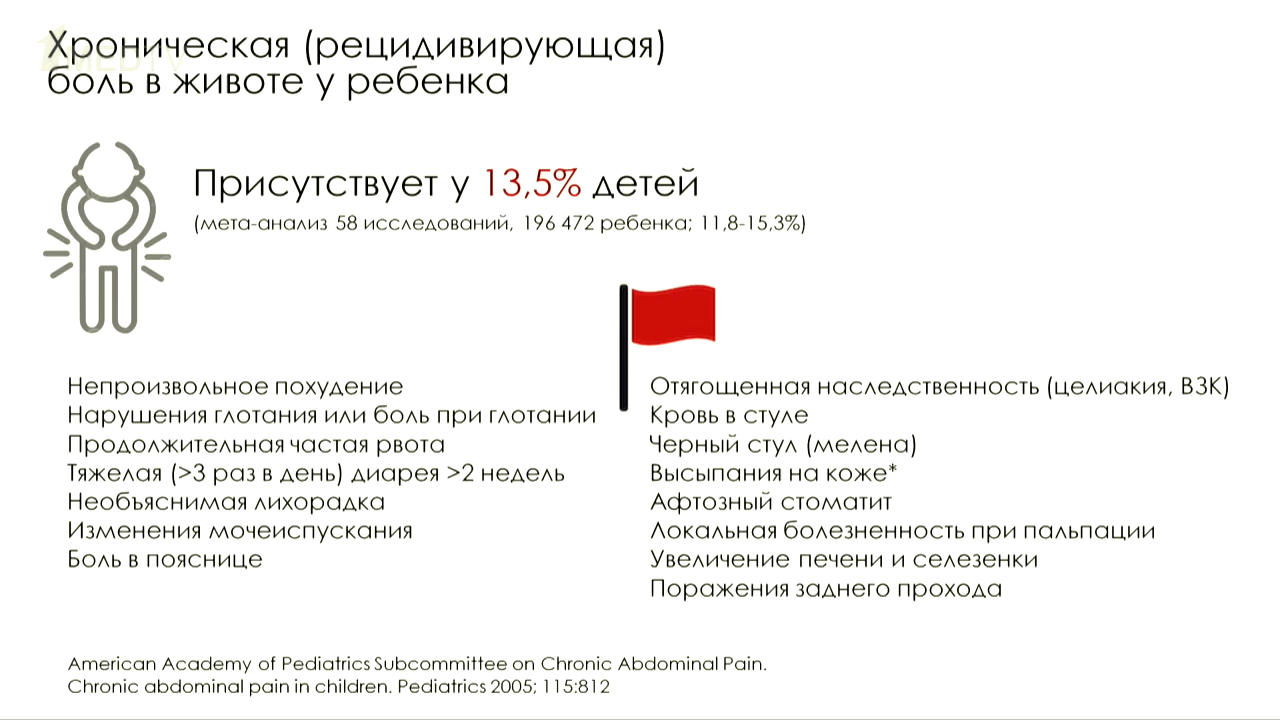 Хроническая (рецидивирующая)
боль в животе у ребенка
Присутствует у 13,5% детей
(мета-анализ 58 исследований, 196 472 ребенка; 11,8-15,3%)
Непроизвольное похудение
Нарушения глотания или боль при глотании
Продолжительная частая рвота
Тяжелая (>3 раз в день) диарея >2 недель
Необъяснимая лихорадка
Изменения мочеиспускания
Боль в пояснице
Отягощенная наследственность (целиакия, ВЗК)
Кровь в стуле
Черный стул (мелена)
Высыпания на коже*
Афтозный стоматит
Локальная болезненность при пальпации
Увеличение печени и селезенки
Поражения заднего прохода
American Academy of Pediatrics Subcommittee on Chronic Abdominal Pain.
Chronic abdominal pain in children. Pediatrics 2005; 115:812